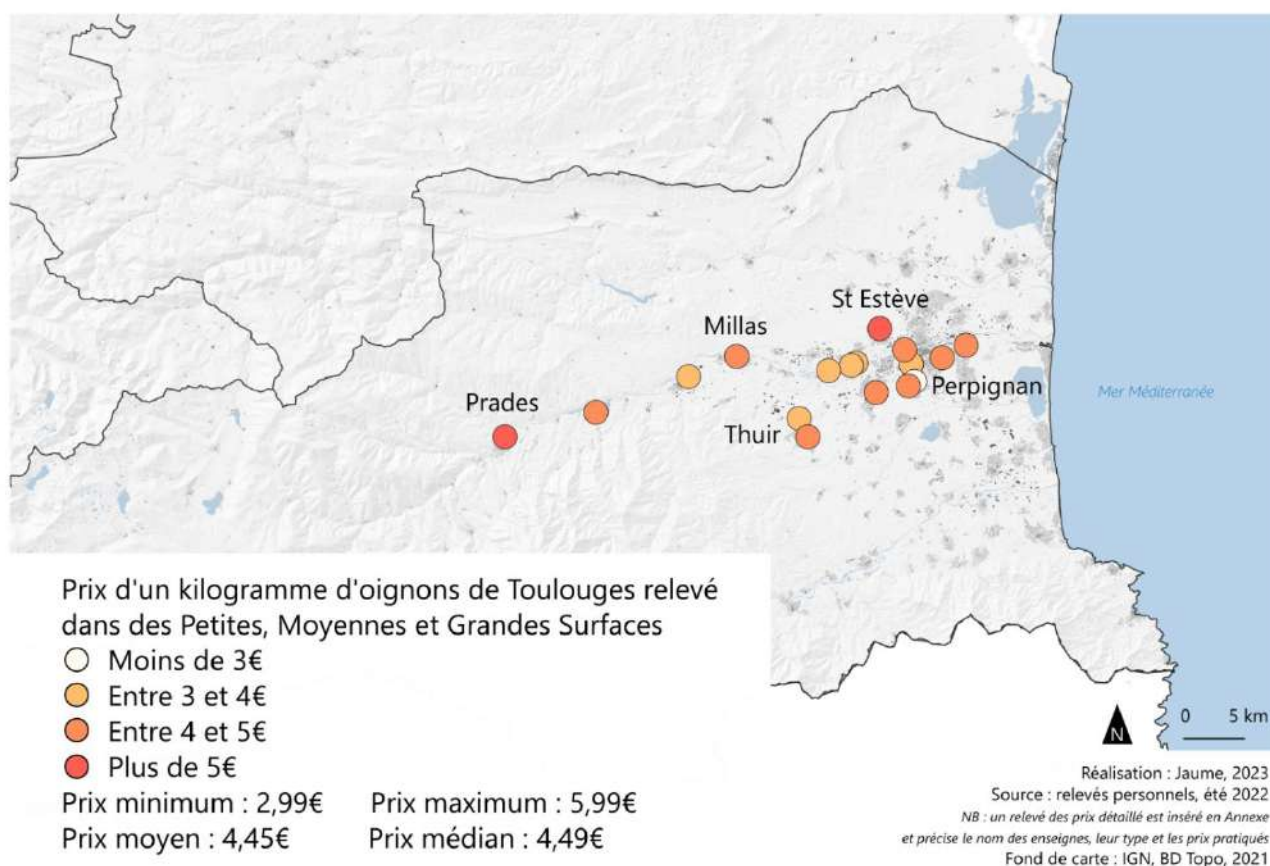 St Estève
Millas
Prades
Perpignan
Thuir
Mer Méditerranée
Prix d'un kilogramme d'oignons de Toulouges relevé
dans des Petites, Moyennes et Grandes Surfaces
Moins de 3€
Entre 3 et 4€
Entre 4 et 5€
Plus de 5€
Prix minimum : 2,99€ Prix maximum : 5,99€
Prix moyen : 4,45€ Prix médian : 4,49€
N
0 5 km
Réalisation : Jaume, 2023
Source : relevés personnels, été 2022
NB : un relevé des prix détaillé est inséré en Annexe
et précise le nom des enseignes, leur type et les prix pratiqués
Fond de carte : IGN, BD Topo, 2021